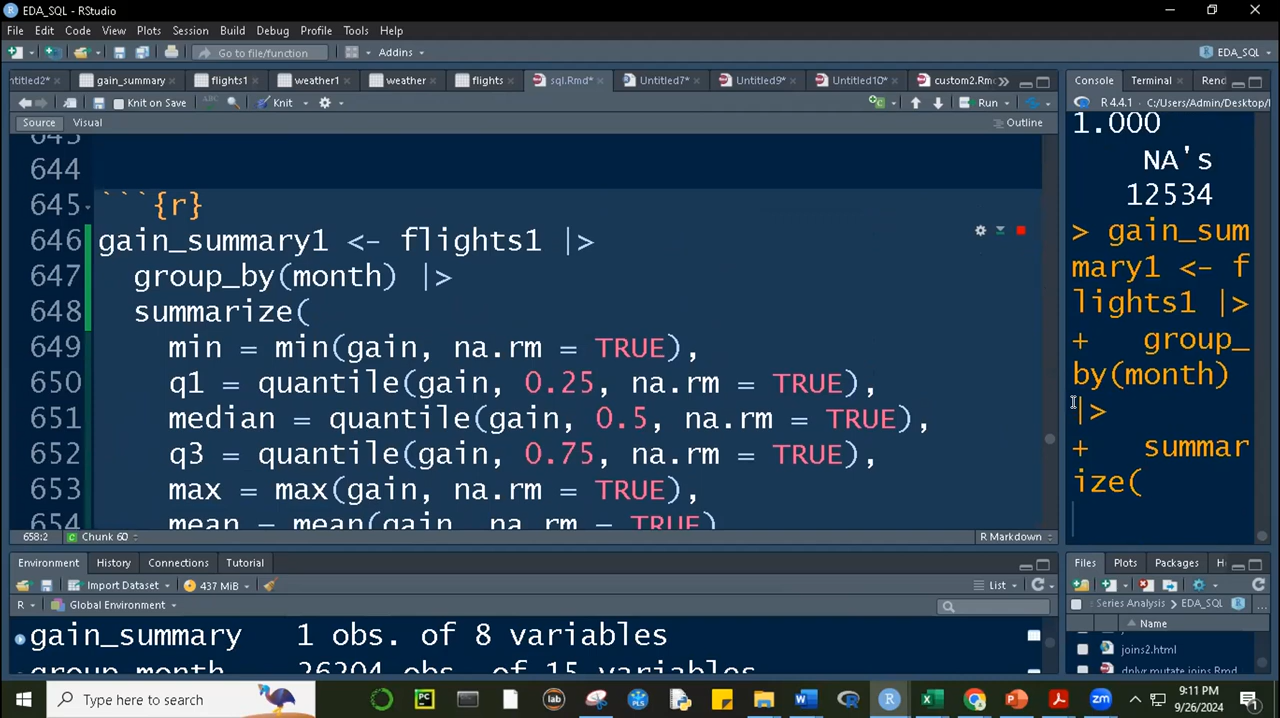 EDA_SQL - RStudio
File Edit Code View Plots Session Build Debug Profile Tools Help
Go to file/function Addins EDA_SQL
ntitled2* gain_summary flights1 weather1 weather flights sql.Rmd* Untitled7* Untitled9* Untitled10* custom2.Rm
Console Terminal Rend
Knit on Save Knit Run
R 4.4.1 · C:/Users/Admin/Desktop/
Source Visual Outline
643
644
645 ```{r}
646 gain_summary1 <- flights1 |>
647 group_by(month) |>
648 summarize(
649 min = min(gain, na.rm = TRUE),
650 q1 = quantile(gain, 0.25, na.rm = TRUE),
651 median = quantile(gain, 0.5, na.rm = TRUE),
652 q3 = quantile(gain, 0.75, na.rm = TRUE),
653 max = max(gain, na.rm = TRUE),
654 mean = mean(gain, na.rm = TRUE)
658:2 Chunk 60 R Markdown
1.000
NA's
12534
> gain_sum
mary1 <- f
lights1 |>
+ group_
by(month)
|>
+ summar
ize(
Environment History Connections Tutorial
Import Dataset 437 MiB List
R Global Environment
gain_summary 1 obs. of 8 variables
group_month 26204 obs. of 15 variables
Files Plots Packages H
Series Analysis EDA_SQL
Name
joins2.html
dplyr mutate joins.Rmd
Type here to search
9:11 PM
9/26/2024